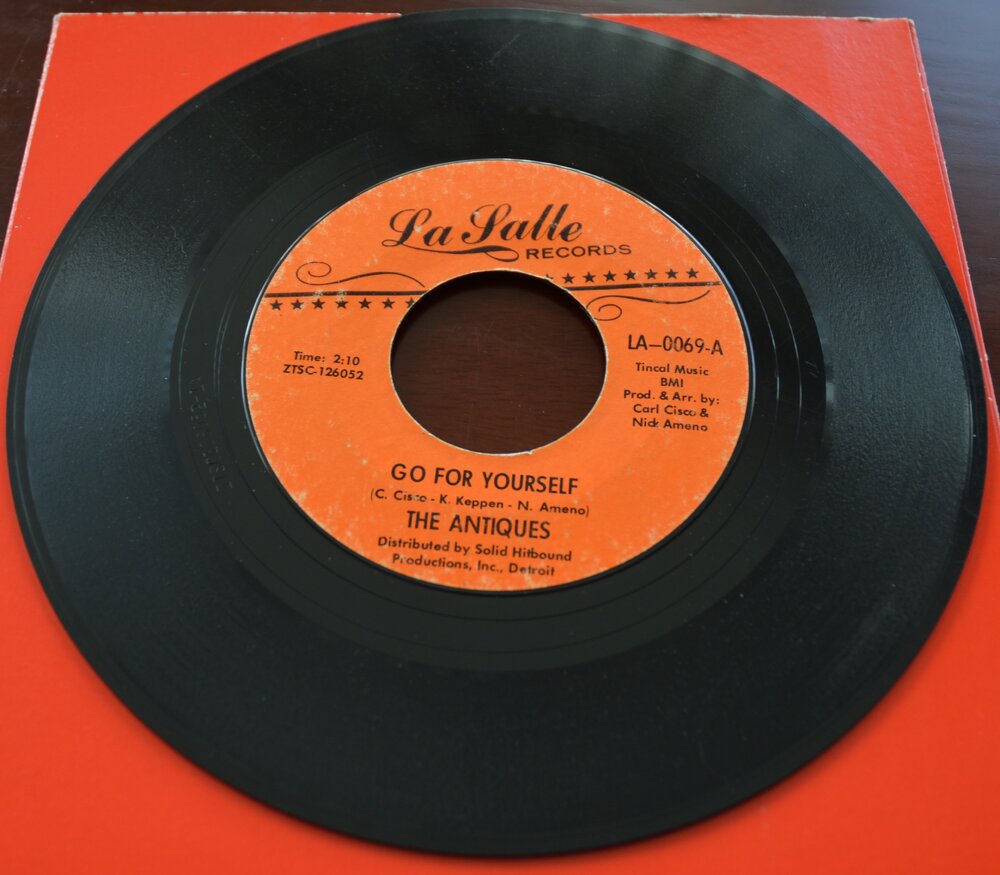 La Salle
RECORDS
LA-0069-A
Time: 2:10
ZTSC-126052
Tincal Music
BMI
Prod. & Arr. by:
Carl Cisco &
Nick Ameno
GO FOR YOURSELF
(C. Cisco - K. Keppen - N. Ameno)
THE ANTIQUES
Distributed by Solid Hitbound
Productions, Inc., Detroit